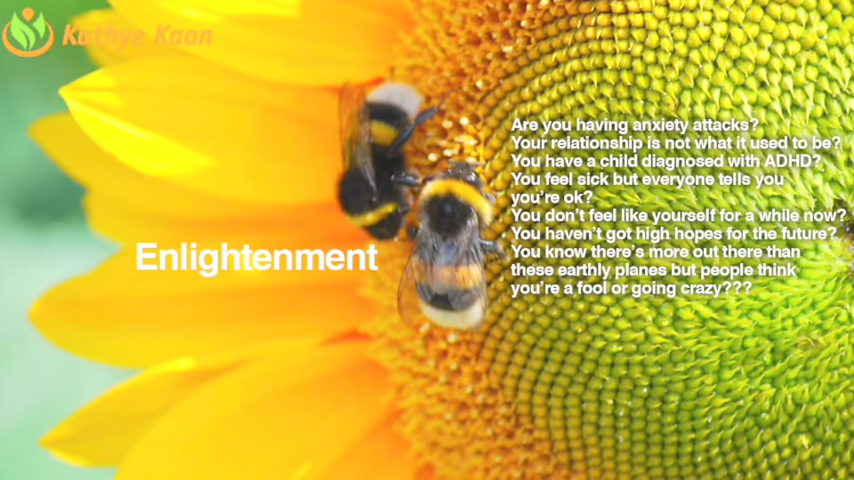 Kathye Kaan
Enlightenment
Are you having anxiety attacks?
Your relationship is not what it used to be?
You have a child diagnosed with ADHD?
You feel sick but everyone tells you
you're ok?
You don't feel like yourself for a while now?
You haven't got high hopes for the future?
You know there's more out there than
these earthly planes but people think
you're a fool or going crazy???